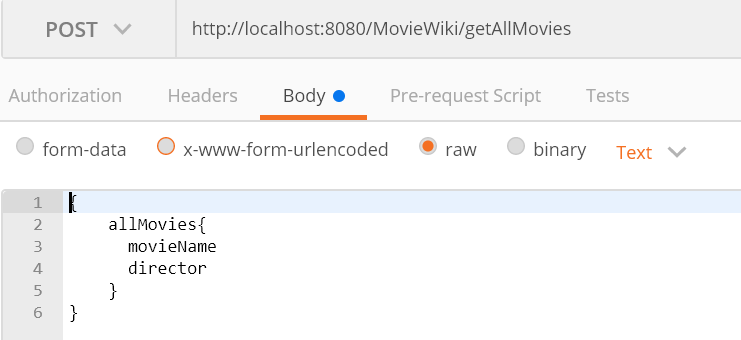 POST http://localhost:8080/MovieWiki/getAllMovies
Authorization Headers Body Pre-request Script Tests
form-data x-www-form-urlencoded raw binary Text
1 {
2 allMovies{
3 movieName
4 director
5 }
6 }